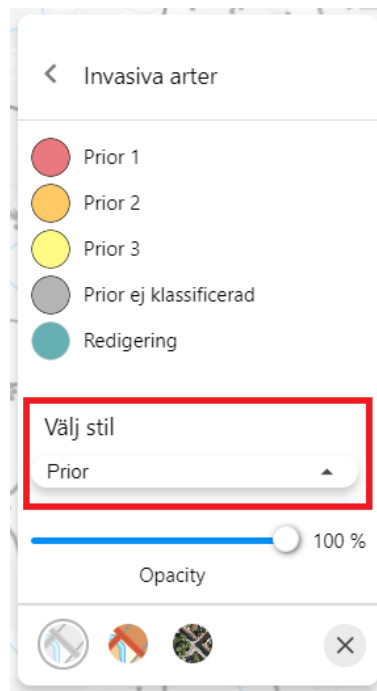 Invasiva arter
Prior 1
Prior 2
Prior 3
Prior ej klassificerad
Redigering
Välj stil
Prior
100 %
Opacity